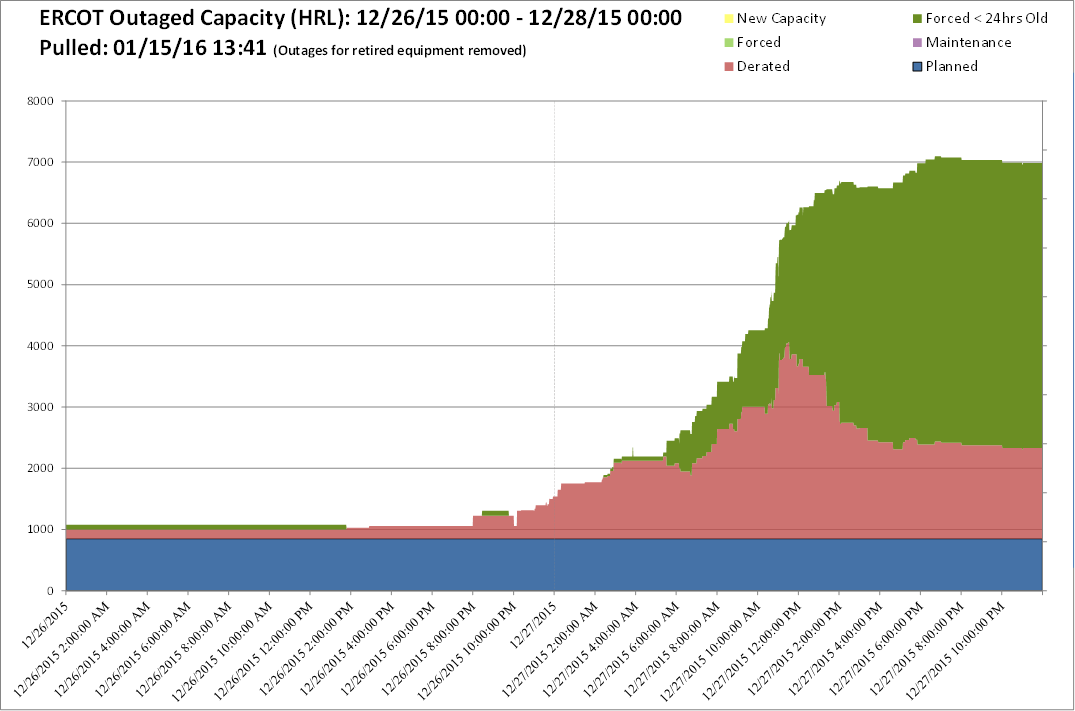 ERCOT Outaged Capacity (HRL): 12/26/15 00:00 - 12/28/15 00:00
Pulled: 01/15/16 13:41 (Outages for retired equipment removed)
New Capacity
Forced < 24hrs Old
Forced
Maintenance
Derated
Planned
8000
7000
6000
5000
4000
3000
2000
1000
0
12/26/2015
12/26/2015 2:00:00 AM
12/26/2015 4:00:00 AM
12/26/2015 6:00:00 AM
12/26/2015 8:00:00 AM
12/26/2015 10:00:00 AM
12/26/2015 12:00:00 PM
12/26/2015 2:00:00 PM
12/26/2015 4:00:00 PM
12/26/2015 6:00:00 PM
12/26/2015 8:00:00 PM
12/26/2015 10:00:00 PM
12/27/2015
12/27/2015 2:00:00 AM
12/27/2015 4:00:00 AM
12/27/2015 6:00:00 AM
12/27/2015 8:00:00 AM
12/27/2015 10:00:00 AM
12/27/2015 12:00:00 PM
12/27/2015 2:00:00 PM
12/27/2015 4:00:00 PM
12/27/2015 6:00:00 PM
12/27/2015 8:00:00 PM
12/27/2015 10:00:00 PM